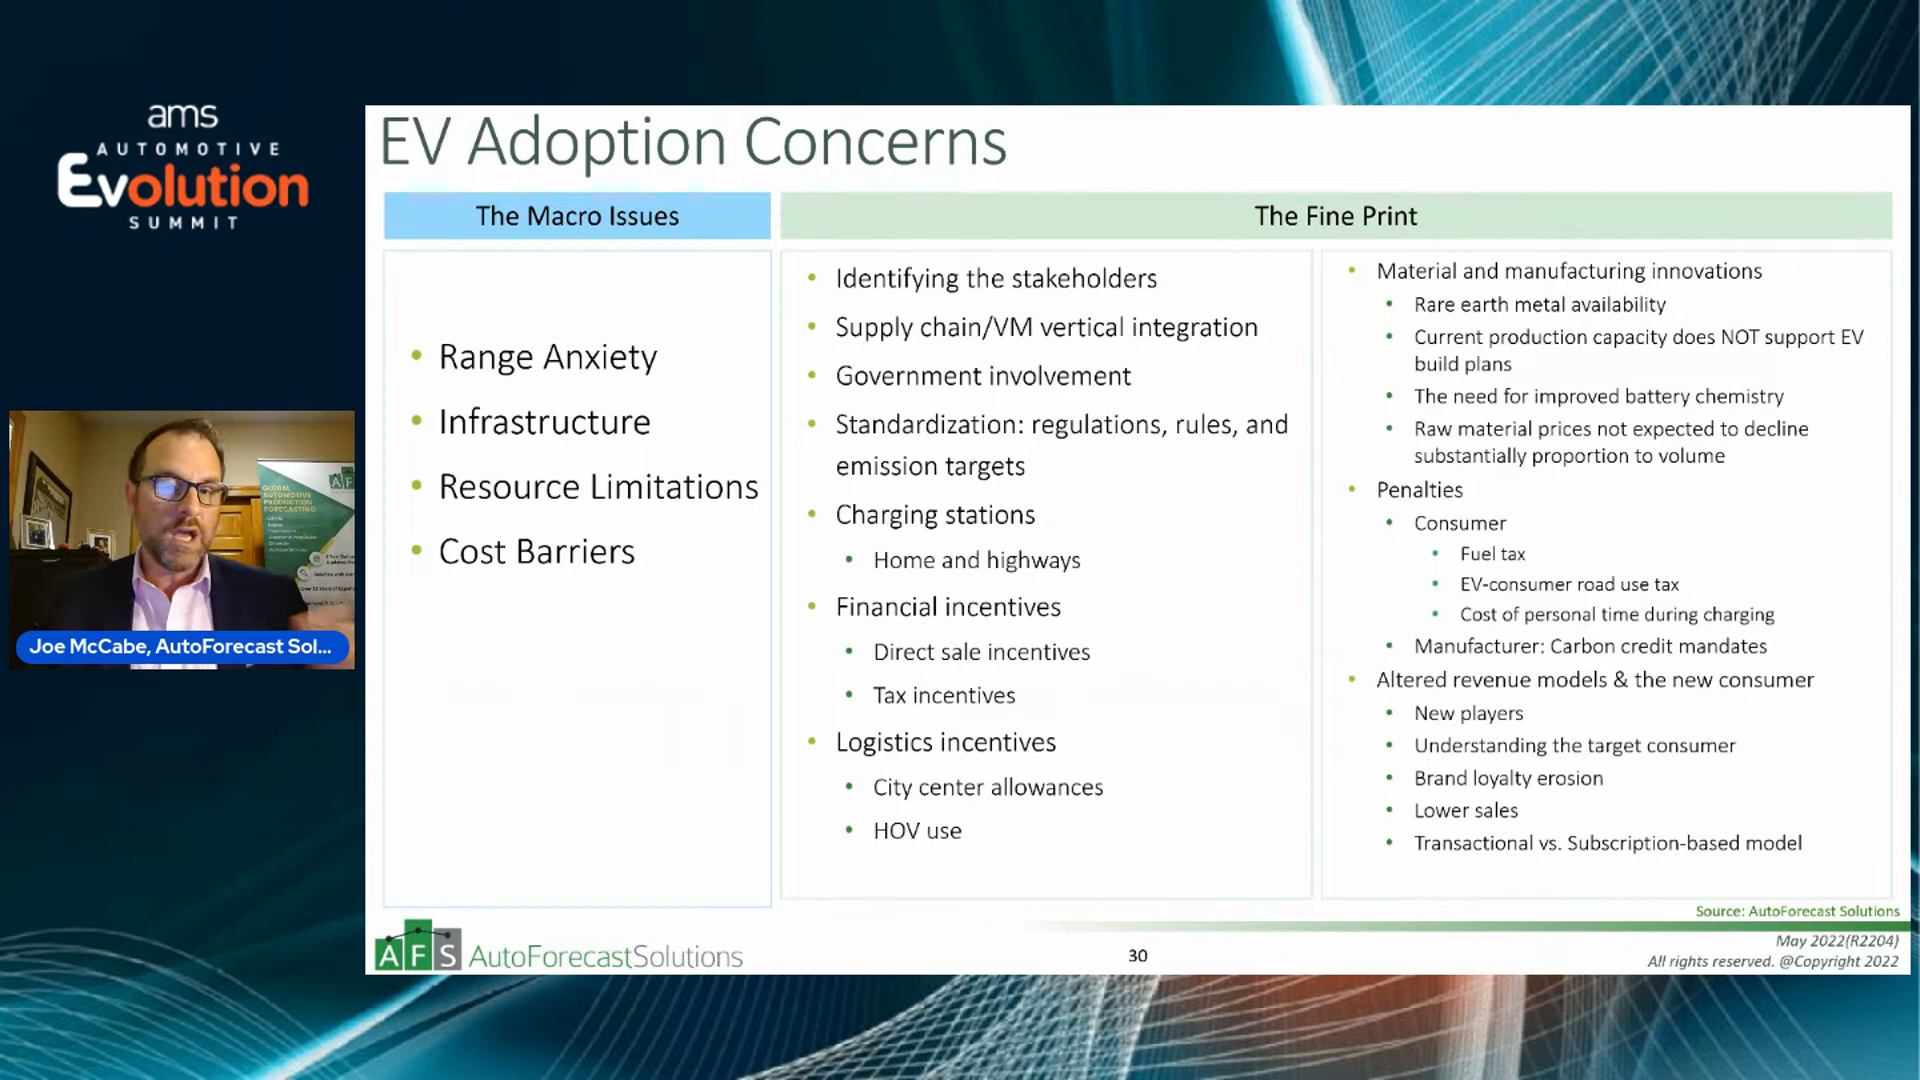 ams
AUTOMOTIVE
Evolution
SUMMIT
EV Adoption Concerns
The Macro Issues
The Fine Print
• Range Anxiety
• Infrastructure
• Resource Limitations
• Cost Barriers
• Identifying the stakeholders
• Supply chain/VM vertical integration
• Government involvement
• Standardization: regulations, rules, and
emission targets
• Charging stations
• Home and highways
• Financial incentives
• Direct sale incentives
• Tax incentives
• Logistics incentives
• City center allowances
• HOV use
• Material and manufacturing innovations
• Rare earth metal availability
• Current production capacity does NOT support EV
build plans
• The need for improved battery chemistry
• Raw material prices not expected to decline
substantially proportion to volume
• Penalties
• Consumer
• Fuel tax
• EV-consumer road use tax
• Cost of personal time during charging
• Manufacturer: Carbon credit mandates
• Altered revenue models & the new consumer
• New players
• Understanding the target consumer
• Brand loyalty erosion
• Lower sales
• Transactional vs. Subscription-based model
AF
GLOBAL
AUTOMOTIVE
PRODUCTION
FORECASTING
Joe McCabe, AutoForecast Sol...
Source: AutoForecast Solutions
AFS AutoForecastSolutions
30
May 2022(R2204)
All rights reserved. @Copyright 2022